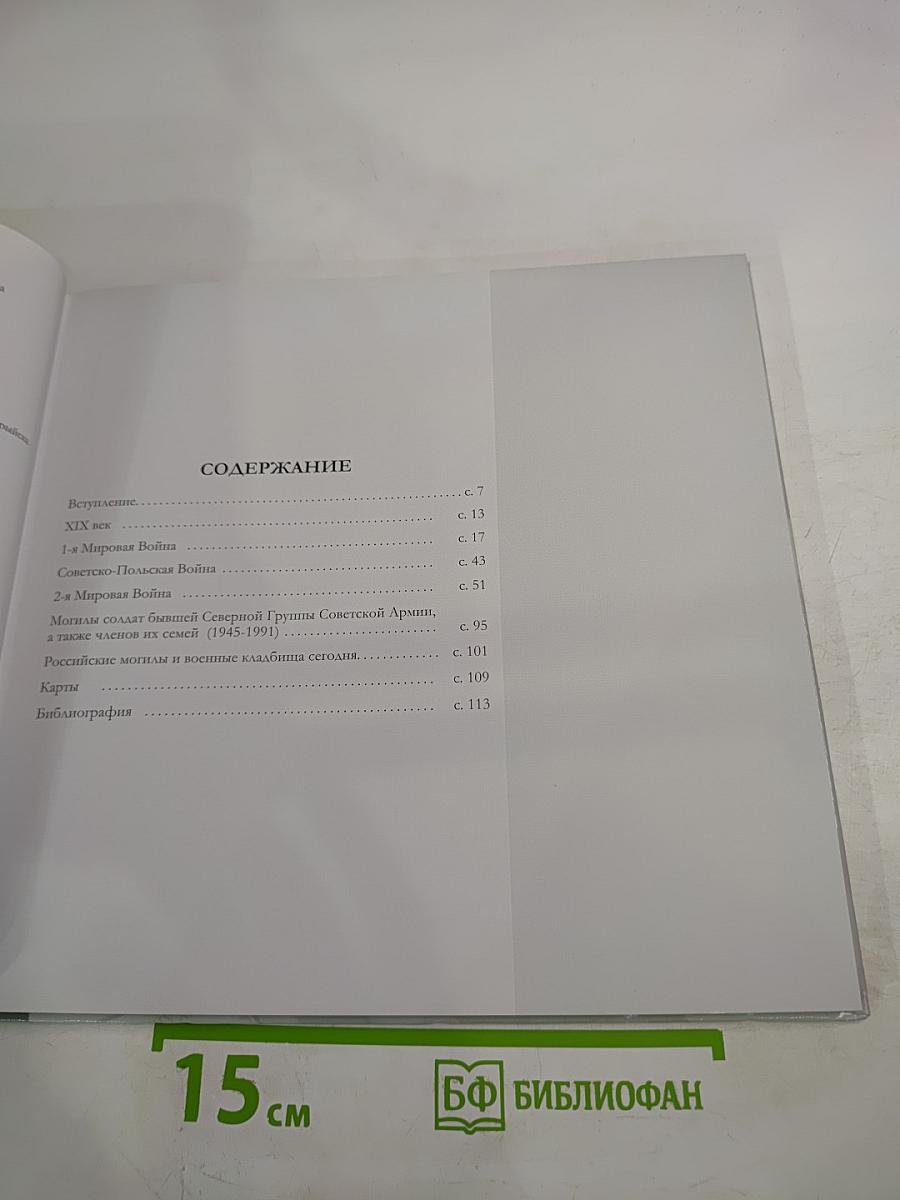 СОДЕРЖАНИЕ
Вступление. . . . . . . . . . . . . . . . . . . . . . . . . . . . . . . . . . . . . . . . . . . . . . . . . с. 7
XIX век . . . . . . . . . . . . . . . . . . . . . . . . . . . . . . . . . . . . . . . . . . . . . . . с. 13
1-я Мировая Война . . . . . . . . . . . . . . . . . . . . . . . . . . . . . . . . . . . . . с. 17
Советско-Польская Война . . . . . . . . . . . . . . . . . . . . . . . . . . . . . . . . с. 43
2-я Мировая Война . . . . . . . . . . . . . . . . . . . . . . . . . . . . . . . . . . . . . . с. 51
Могилы солдат бывшей Северной Группы Советской Армии,
а также членов их семей (1945-1991) . . . . . . . . . . . . . . . . . . . . . . . с. 95
Российские могилы и военные кладбища сегодня. . . . . . . . . . . . . с. 101
Карты . . . . . . . . . . . . . . . . . . . . . . . . . . . . . . . . . . . . . . . . . . . . . . . . . . с. 109
Библиография . . . . . . . . . . . . . . . . . . . . . . . . . . . . . . . . . . . . . . . . . . . . с. 113
15 см
БФ БИБЛИОФАН